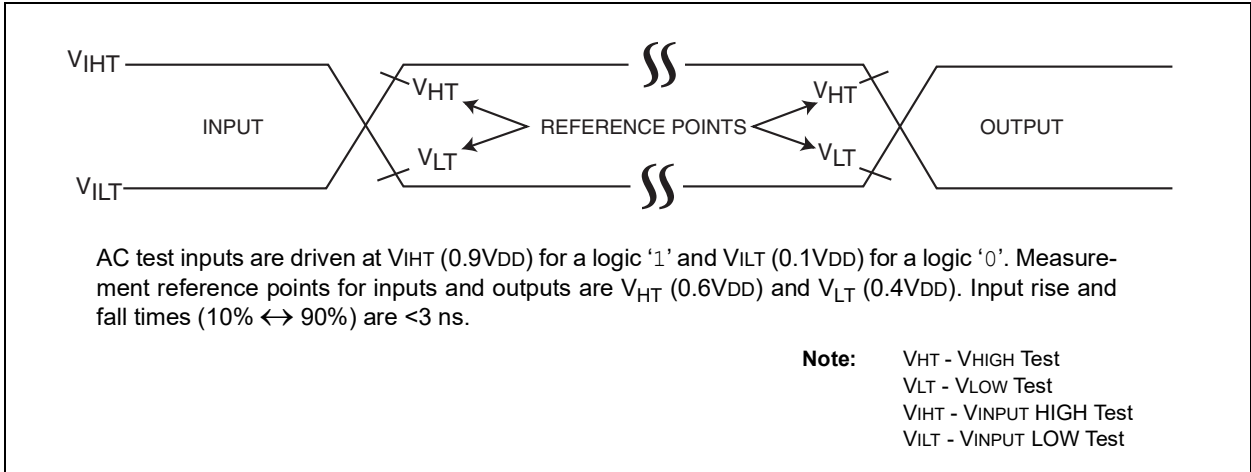 VIHT
VHT
VHT
INPUT
REFERENCE POINTS
OUTPUT
VLT
VLT
VILT
AC test inputs are driven at VIHT (0.9VDD) for a logic ‘1’ and VILT (0.1VDD) for a logic ‘0’. Measure-
ment reference points for inputs and outputs are VHT (0.6VDD) and VLT (0.4VDD). Input rise and
fall times (10% ↔ 90%) are <3 ns.
Note: VHT - VHIGH Test
VLT - VLOW Test
VIHT - VINPUT HIGH Test
VILT - VINPUT LOW Test